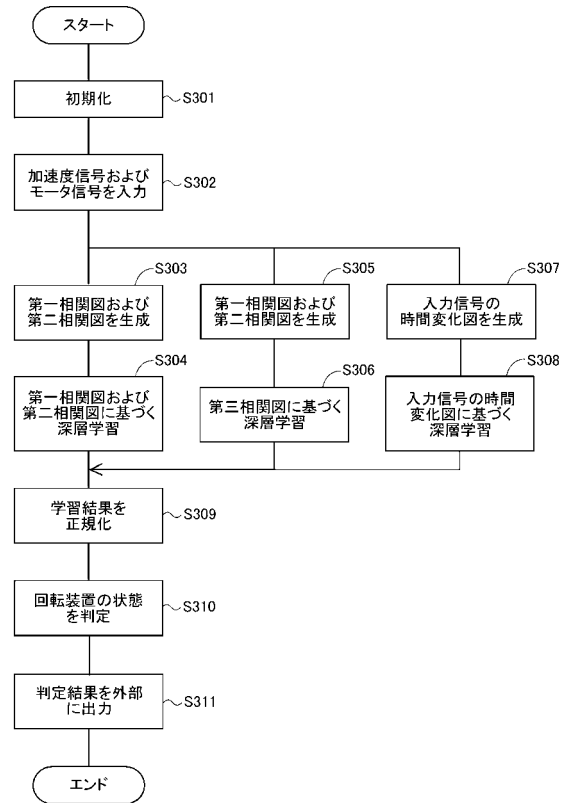 スタート
初期化
S301
加速度信号および
モータ信号を入力
S302
S303
第一相関図および
第二相関図を生成
S305
第一相関図および
第二相関図を生成
S307
入力信号の
時間変化図を生成
S304
第一相関図および
第二相関図に基づく
深層学習
S306
第三相関図に基づく
深層学習
S308
入力信号の時間
変化図に基づく
深層学習
学習結果を
正規化
S309
回転装置の状態
を判定
S310
判定結果を外部
に出力
S311
エンド